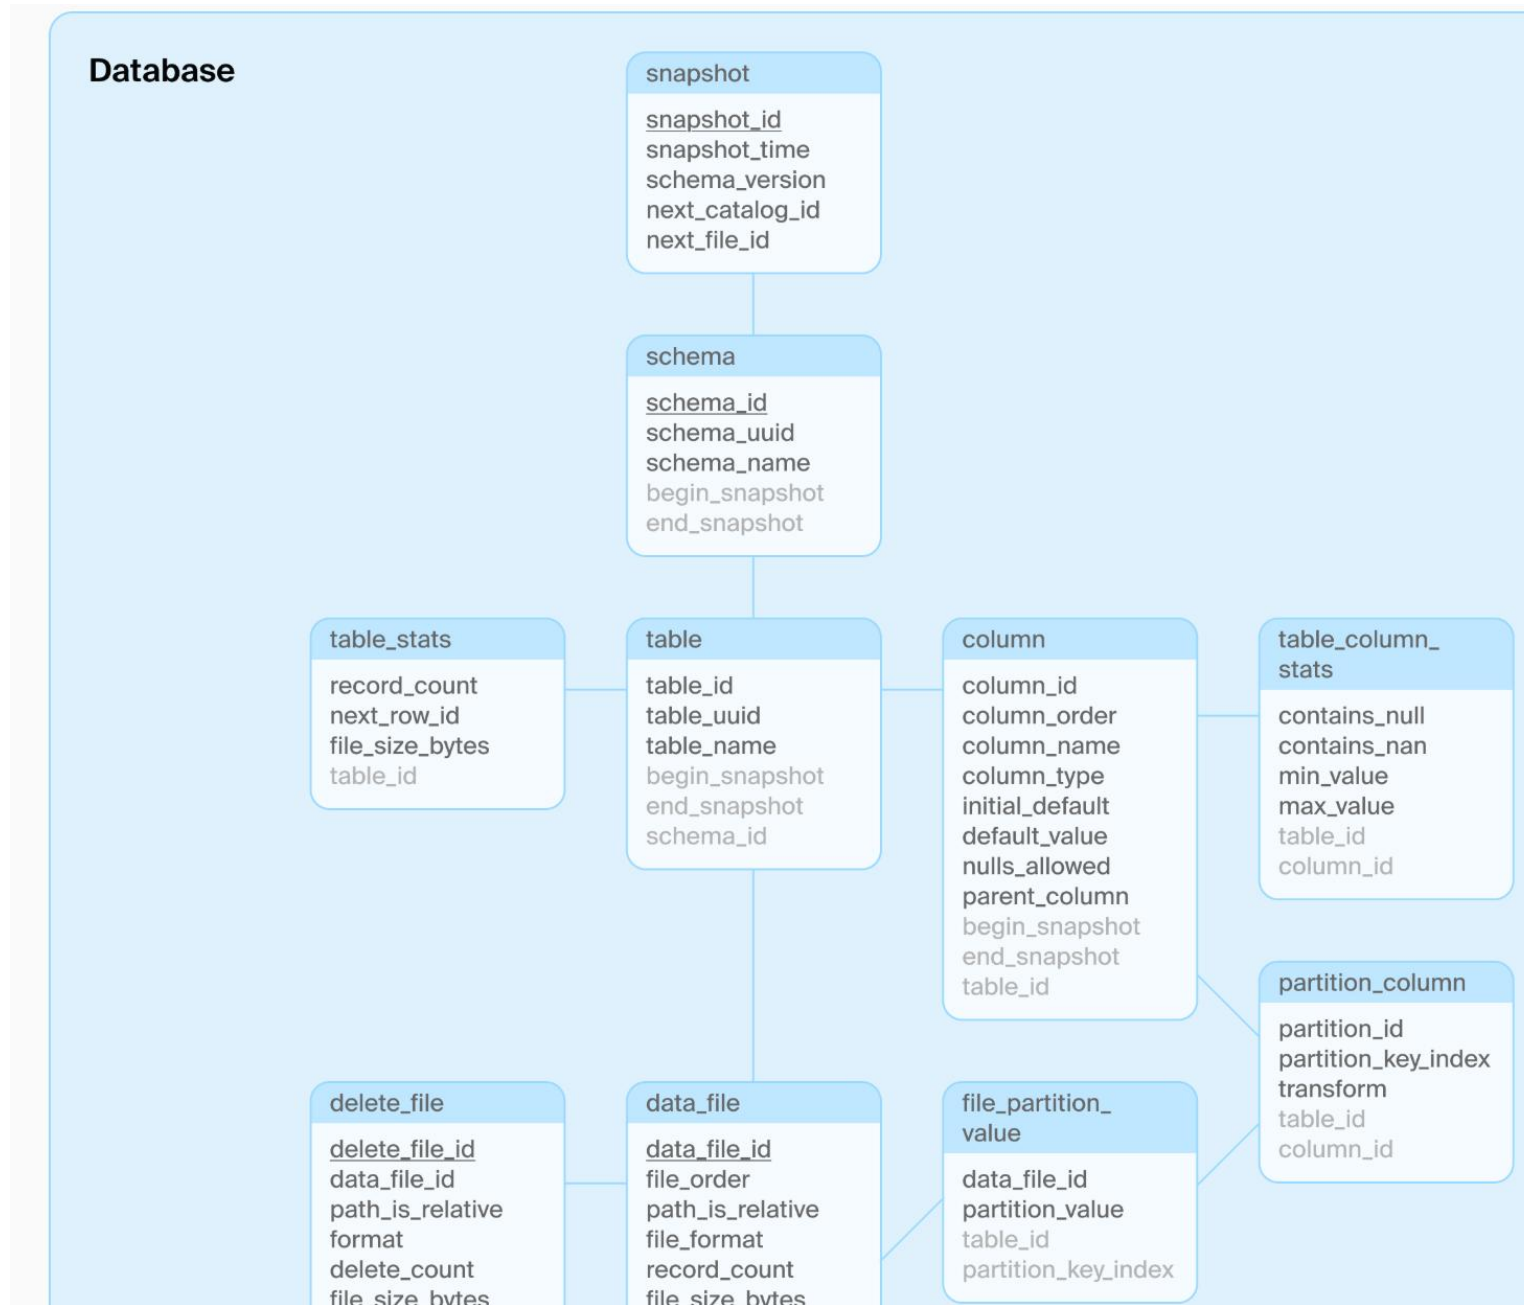 Database
snapshot
snapshot_id
snapshot_time
schema_version
next_catalog_id
next_file_id
schema
schema_id
schema_uuid
schema_name
begin_snapshot
end_snapshot
table_stats
record_count
next_row_id
file_size_bytes
table_id
table
table_id
table_uuid
table_name
begin_snapshot
end_snapshot
schema_id
column
column_id
column_order
column_name
column_type
initial_default
default_value
nulls_allowed
parent_column
begin_snapshot
end_snapshot
table_id
table_column_
stats
contains_null
contains_nan
min_value
max_value
table_id
column_id
partition_column
partition_id
partition_key_index
transform
table_id
column_id
delete_file
delete_file_id
data_file_id
path_is_relative
format
delete_count
file_size_bytes
data_file
data_file_id
file_order
path_is_relative
file_format
record_count
file_size_bytes
file_partition_
value
data_file_id
partition_value
table_id
partition_key_index